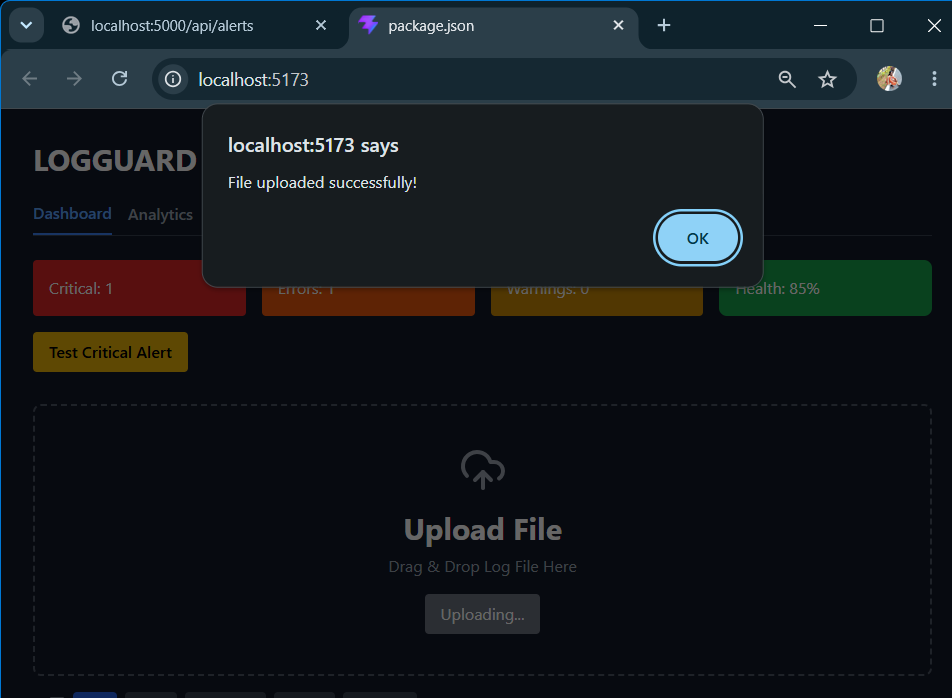 localhost:5000/api/alerts
package.json
localhost:5173
localhost:5173 says
File uploaded successfully!
OK
LOGGUARD
Dashboard Analytics
Critical: 1 Errors: 1 Warnings: 0 Health: 85%
Test Critical Alert
Upload File
Drag & Drop Log File Here
Uploading...